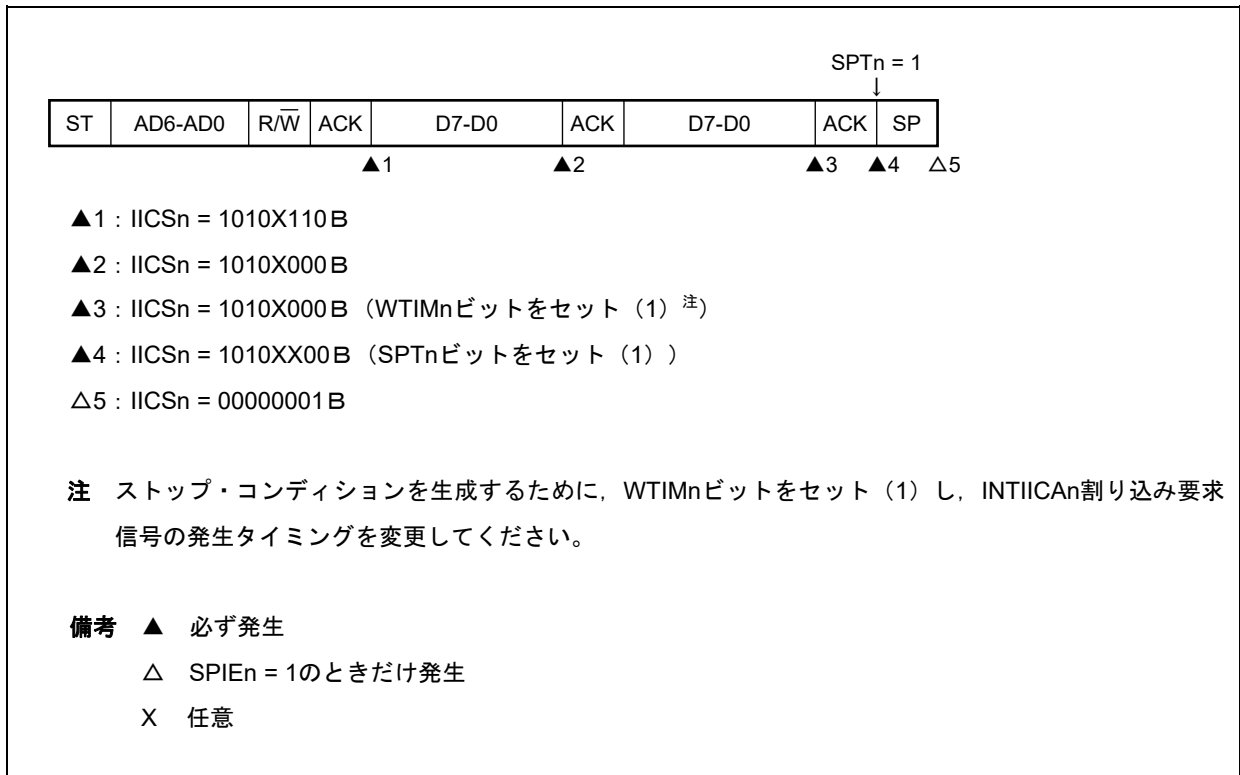 SPTn = 1
↓
ST AD6-AD0 R/W̅ ACK D7-D0 ACK D7-D0 ACK SP
▲1 ▲2 ▲3 ▲4 △5
▲1：IICSn = 1010X110B
▲2：IICSn = 1010X000B
▲3：IICSn = 1010X000B（WTIMnビットをセット（1）注）
▲4：IICSn = 1010XX00B（SPTnビットをセット（1））
△5：IICSn = 00000001B
注 ストップ・コンディションを生成するために，WTIMnビットをセット（1）し，INTIICAn割り込み要求
信号の発生タイミングを変更してください。
備考 ▲ 必ず発生
△ SPIEn = 1のときだけ発生
X 任意